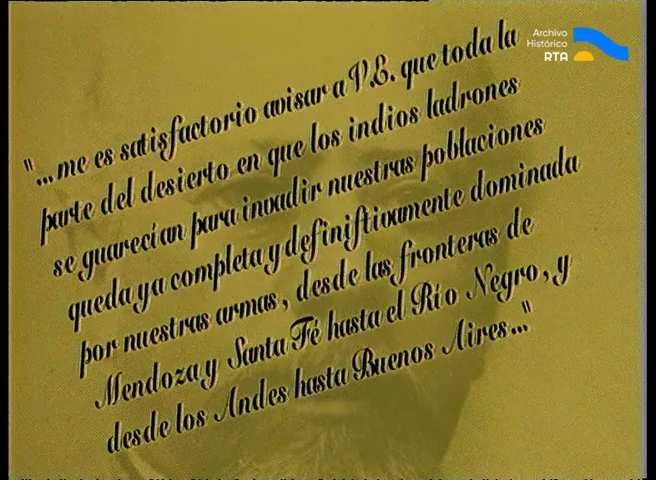 Archivo
Histórico
RTA
"...me es satisfactorio avisar a V.E. que toda la
parte del desierto en que los indios ladrones
se guarecían para invadir nuestras poblaciones
queda ya completa y definiftivamente dominada
por nuestras armas, desde las fronteras de
Mendoza y Santa Fé hasta el Río Negro, y
desde los Andes hasta Buenos Aires..."